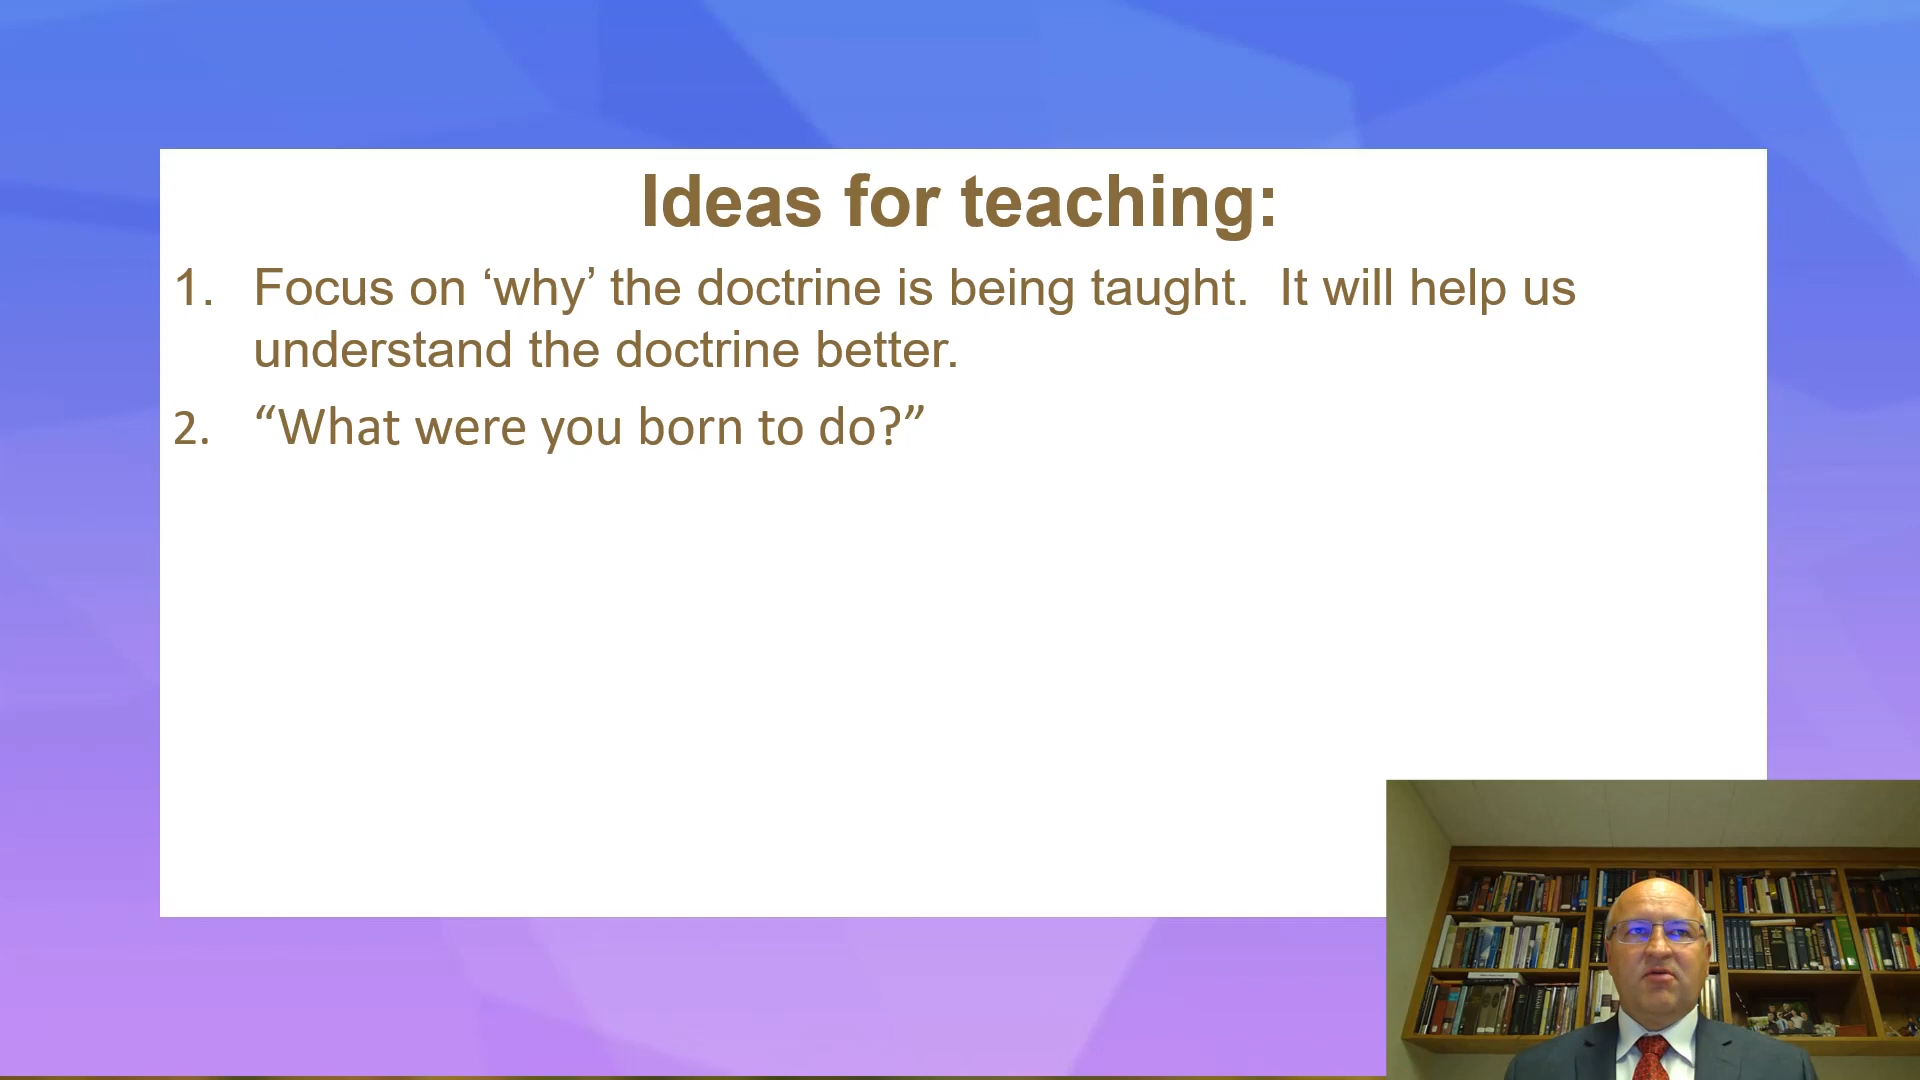 Ideas for teaching:
1. Focus on ‘why’ the doctrine is being taught.  It will help us
understand the doctrine better.
2. “What were you born to do?”